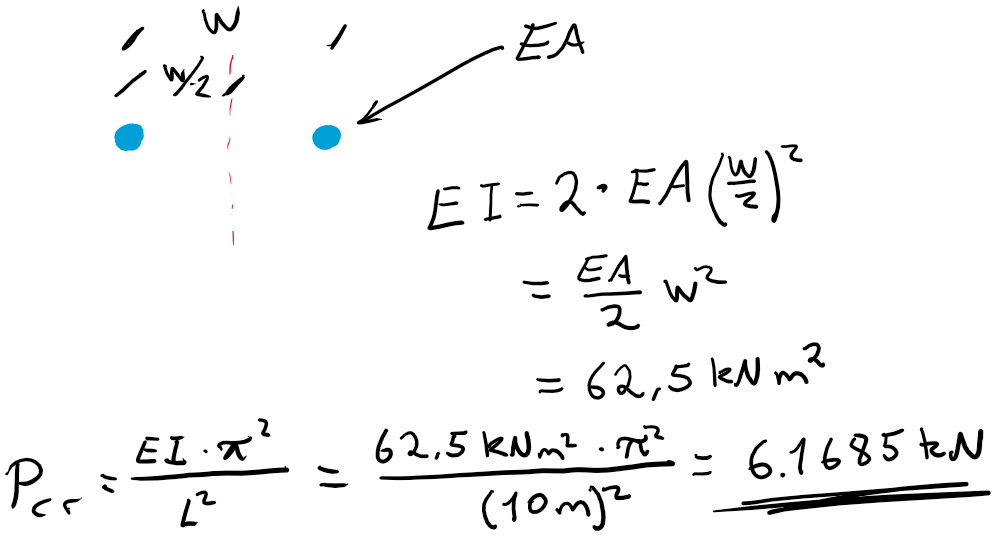 W
W/2
EA
EI = 2 · EA (W/2)²
= EA/2 W²
= 62,5 kN m²
Pcr = EI · π² / L² = 62,5 kNm² · π² / (10m)² = 6.1685 kN